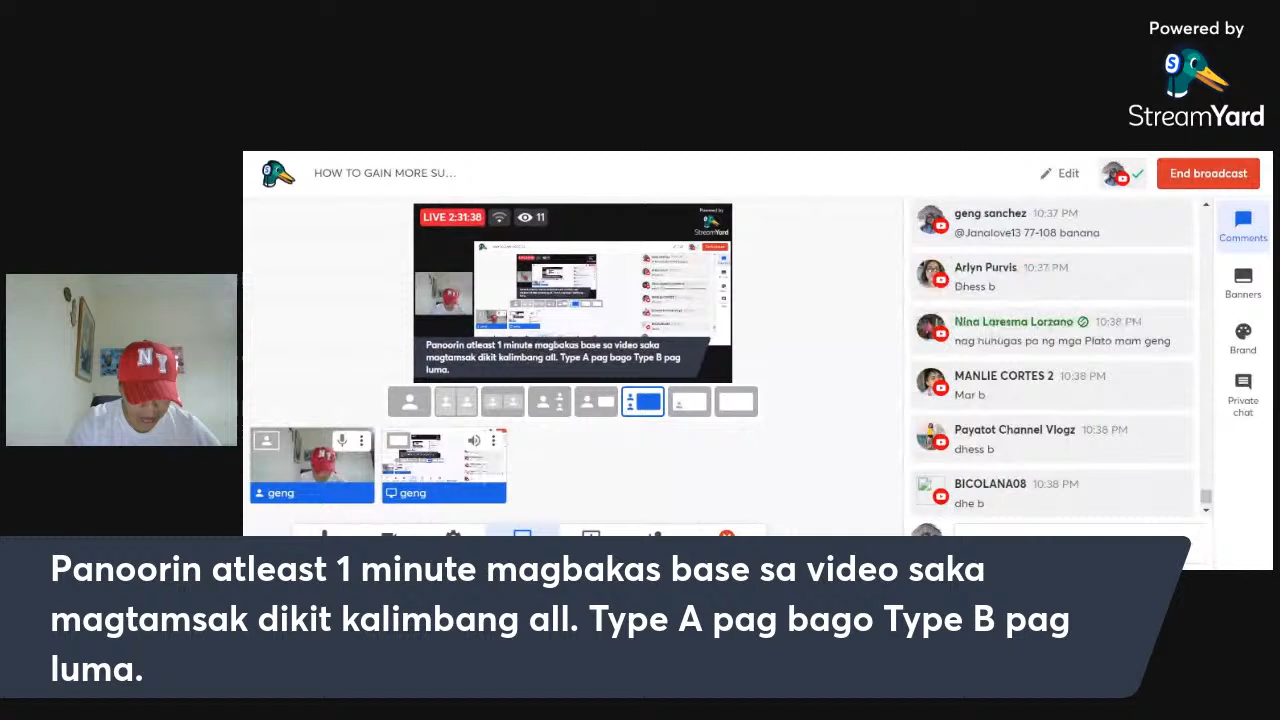 Powered by
StreamYard
HOW TO GAIN MORE SU...
Edit
End broadcast
LIVE 2:31:38
11
Powered by
StreamYard
Panoorin atleast 1 minute magbakas base sa video saka
magtamsak dikit kalimbang all. Type A pag bago Type B pag
luma.
geng
geng
geng sanchez 10:37 PM
@Janalove13 77-108 banana
Arlyn Purvis 10:37 PM
Dhess b
Nina Laresma Lorzano 10:38 PM
nag huhugas pa ng mga Plato mam geng
MANLIE CORTES 2 10:38 PM
Mar b
Payatot Channel Vlogz 10:38 PM
dhess b
BICOLANA08 10:38 PM
dhe b
Comments
Banners
Brand
Private
chat
NY
Panoorin atleast 1 minute magbakas base sa video saka
magtamsak dikit kalimbang all. Type A pag bago Type B pag
luma.